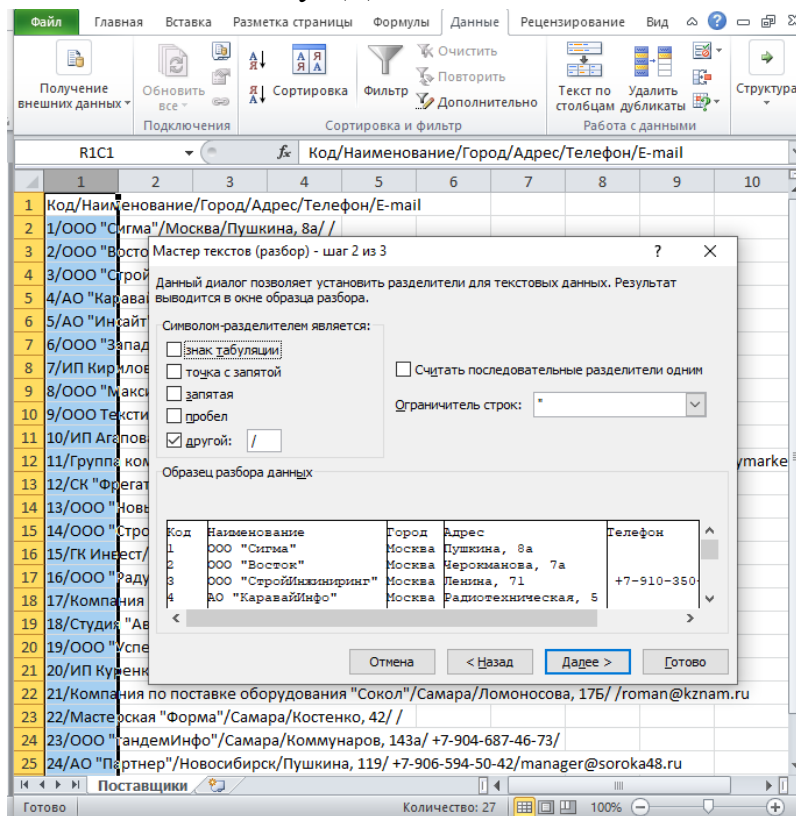 Файл Главная Вставка Разметка страницы Формулы Данные Рецензирование Вид
Получение внешних данных
Обновить все
Подключения
Сортировка
Фильтр
Очистить
Повторить
Дополнительно
Сортировка и фильтр
Текст по столбцам
Удалить дубликаты
Работа с данными
Структура
R1C1 fx Код/Наименование/Город/Адрес/Телефон/E-mail
1 2 3 4 5 6 7 8 9 10
1 Код/Наименование/Город/Адрес/Телефон/E-mail
2 1/ООО "Сигма"/Москва/Пушкина, 8а/ /
3 2/ООО "Восто
4 3/ООО "Строй
5 4/АО "Каравай
6 5/АО "Инсайт"
7 6/ООО "Запад
8 7/ИП Кирилов
9 8/ООО "Макси
10 9/ООО Тексти
11 10/ИП Агапов
12 11/Группа ком ymarke
13 12/СК "Фрегат
14 13/ООО "Новы
15 14/ООО "Стро
16 15/ГК Инвест/
17 16/ООО "Раду
18 17/Компания
19 18/Студия "Ав
20 19/ООО "Успе
21 20/ИП Куренк
22 21/Компания по поставке оборудования "Сокол"/Самара/Ломоносова, 17Б/ /roman@kznam.ru
23 22/Мастерская "Форма"/Самара/Костенко, 42/ /
24 23/ООО "тандемИнфо"/Самара/Коммунаров, 143а/ +7-904-687-46-73/
25 24/АО "Партнер"/Новосибирск/Пушкина, 119/ +7-906-594-50-42/manager@soroka48.ru
Мастер текстов (разбор) - шаг 2 из 3 ? X
Данный диалог позволяет установить разделители для текстовых данных. Результат
выводится в окне образца разбора.
Символом-разделителем является:
знак табуляции
точка с запятой
запятая
пробел
другой: /
Считать последовательные разделители одним
Ограничитель строк: "
Образец разбора данных
Код Наименование Город Адрес Телефон
1 ООО "Сигма" Москва Пушкина, 8а
2 ООО "Восток" Москва Черокманова, 7а
3 ООО "СтройИнжиниринг" Москва Ленина, 71 +7-910-350-
4 АО "КаравайИнфо" Москва Радиотехническая, 5
Отмена < Назад Далее > Готово
Поставщики
Готово Количество: 27 100%